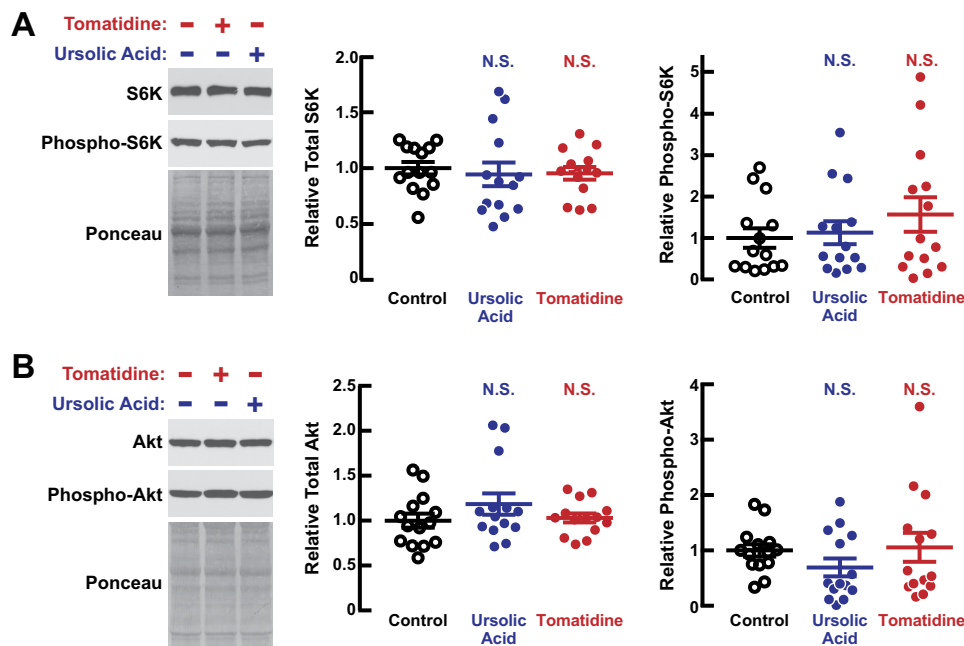 A
Tomatidine: − + −
Ursolic Acid: − − +
S6K
Phospho-S6K
Ponceau
Relative Total S6K
2.0
1.5
1.0
0.5
0
N.S.
N.S.
Control
Ursolic
Acid
Tomatidine
Relative Phospho-S6K
5
4
3
2
1
0
N.S.
N.S.
Control
Ursolic
Acid
Tomatidine
B
Tomatidine: − + −
Ursolic Acid: − − +
Akt
Phospho-Akt
Ponceau
Relative Total Akt
2.5
2.0
1.5
1.0
0.5
0
N.S.
N.S.
Control
Ursolic
Acid
Tomatidine
Relative Phospho-Akt
4
3
2
1
0
N.S.
N.S.
Control
Ursolic
Acid
Tomatidine